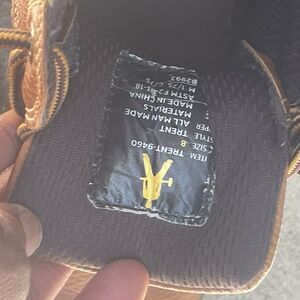 ITEM TRENT-9460
SIZE: 8
STYLE TRENT
PER
ALL MAN MADE
MATERIALS
MADE IN CHINA
ASTM F2413-18
M I/75 C/75